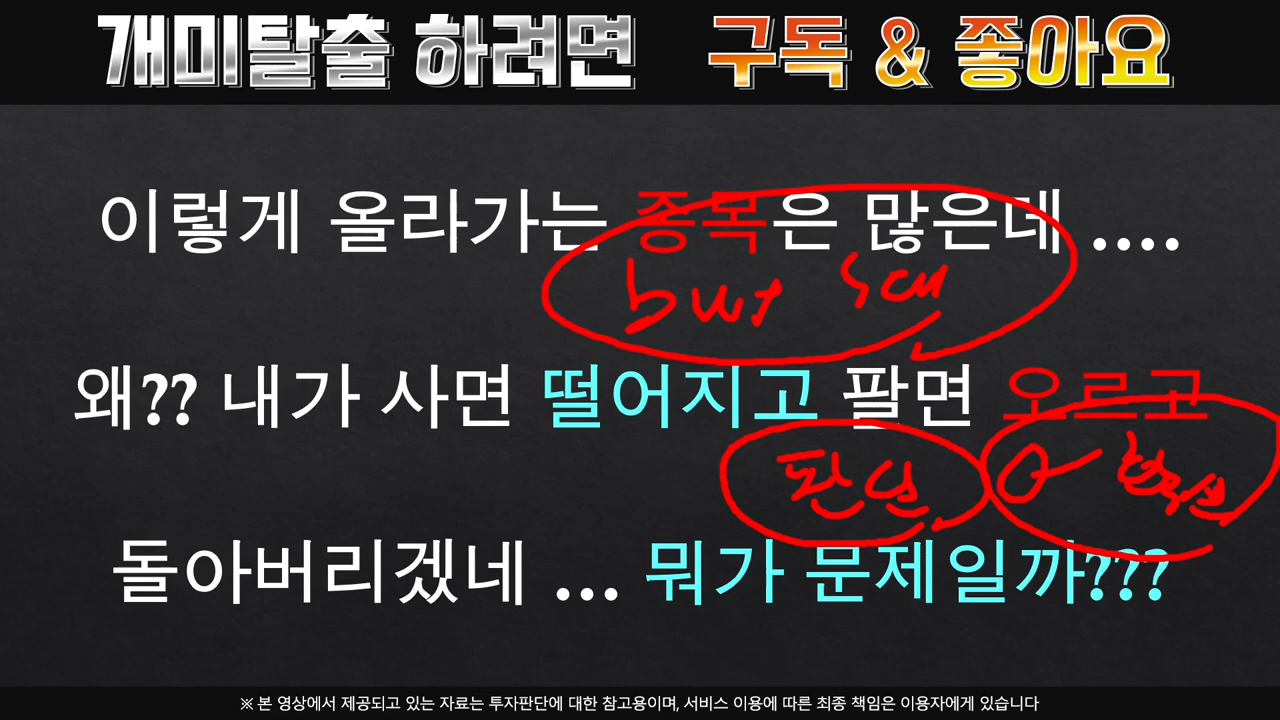 개미탈출 하려면 구독 & 좋아요
이렇게 올라가는 종목은 많은데 ....
but
왜?? 내가 사면 떨어지고 팔면 오르고
판단
돌아버리겠네 ... 뭐가 문제일까???
※ 본 영상에서 제공되고 있는 자료는 투자판단에 대한 참고용이며, 서비스 이용에 따른 최종 책임은 이용자에게 있습니다